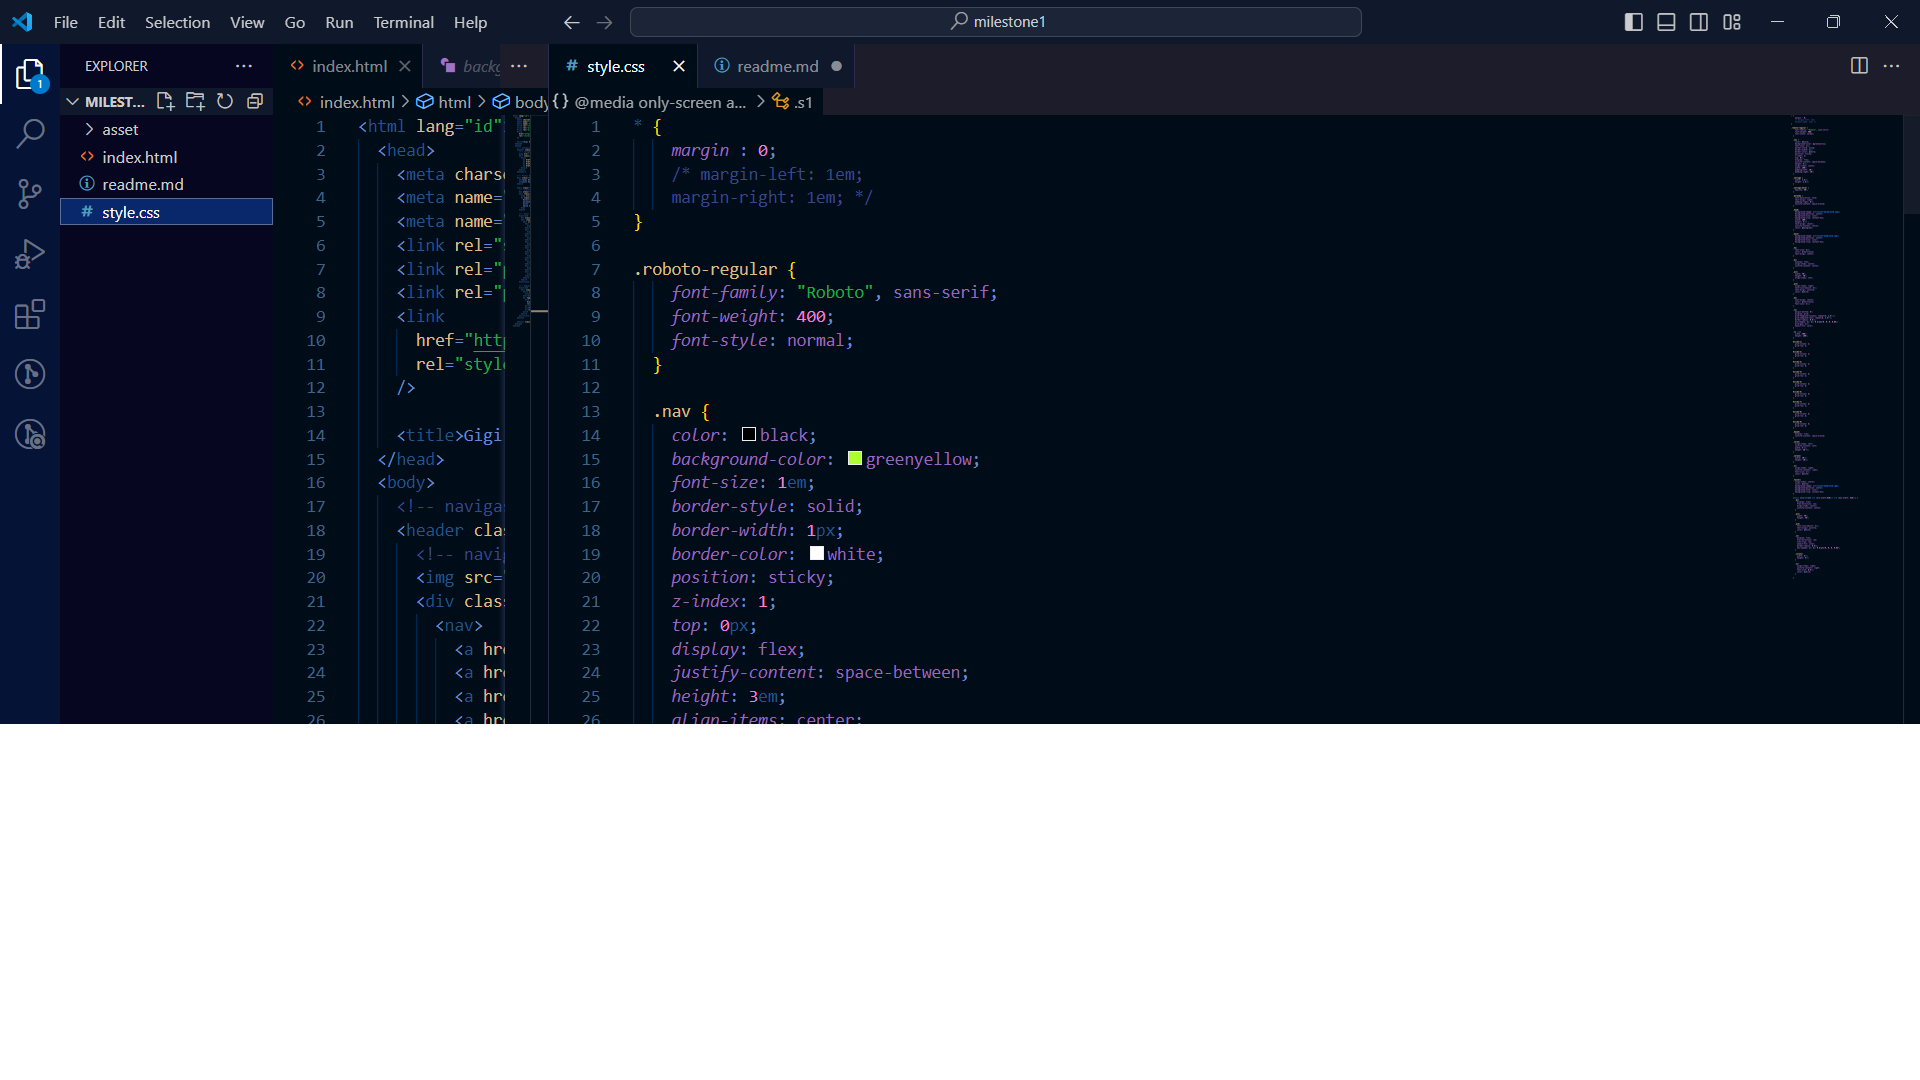 File Edit Selection View Go Run Terminal Help
milestone1
EXPLORER
MILEST...
asset
index.html
readme.md
style.css
1
index.html
backg
index.html > html > body
1 <html lang="id"
2 <head>
3 <meta charse
4 <meta name=
5 <meta name=
6 <link rel="
7 <link rel="
8 <link rel="
9 <link
10 href="http
11 rel="style
12 />
13
14 <title>Gigi
15 </head>
16 <body>
17 <!-- naviga
18 <header clas
19 <!-- navi
20 <img src=
21 <div class
22 <nav>
23 <a hre
24 <a hre
25 <a hre
26 <a hre
# style.css
readme.md
{} @media only-screen a... > .s1
1 * {
2 margin : 0;
3 /* margin-left: 1em;
4 margin-right: 1em; */
5 }
6
7 .roboto-regular {
8 font-family: "Roboto", sans-serif;
9 font-weight: 400;
10 font-style: normal;
11 }
12
13 .nav {
14 color: black;
15 background-color: greenyellow;
16 font-size: 1em;
17 border-style: solid;
18 border-width: 1px;
19 border-color: white;
20 position: sticky;
21 z-index: 1;
22 top: 0px;
23 display: flex;
24 justify-content: space-between;
25 height: 3em;
26 align-items: center;